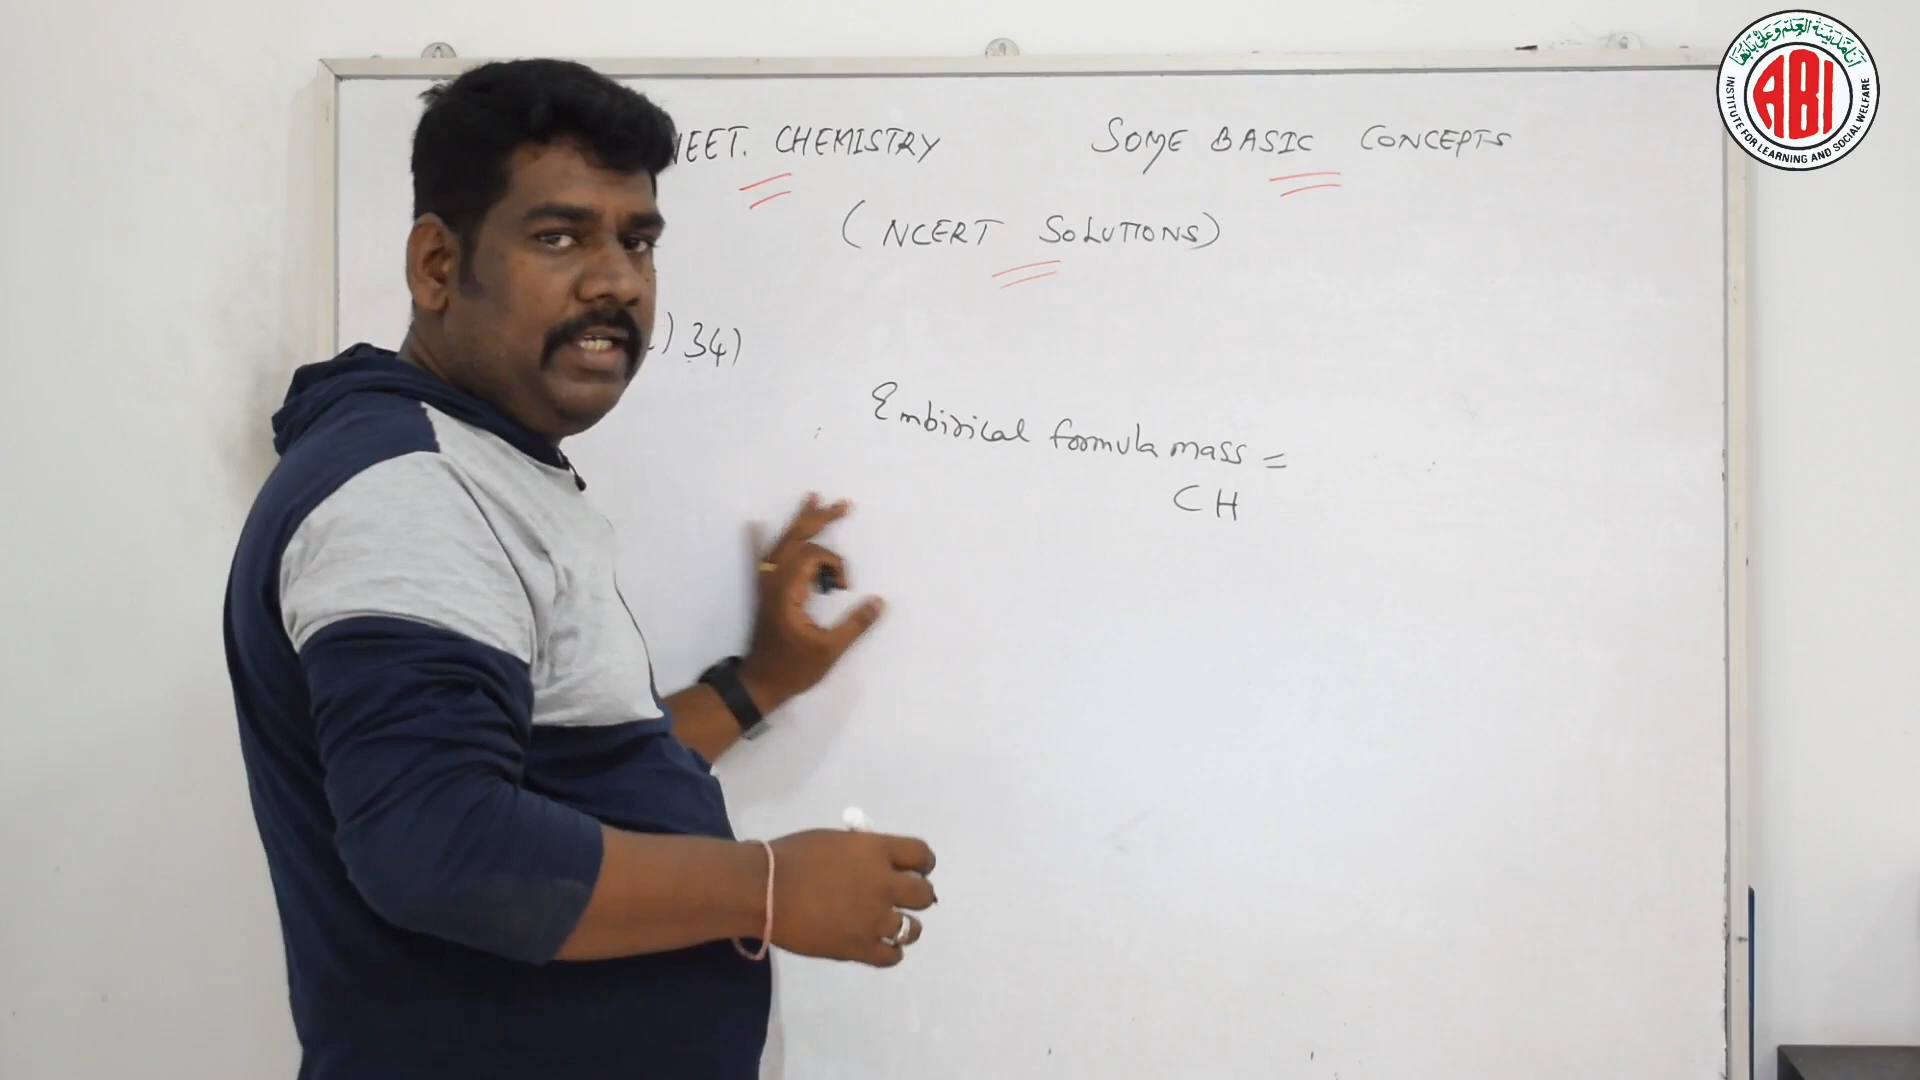 NEET. CHEMISTRY SOME BASIC CONCEPTS
(NCERT SOLUTIONS)
) 34)
Embirical formula mass =
CH
ABI
INSTITUTE FOR LEARNING AND SOCIAL WELFARE